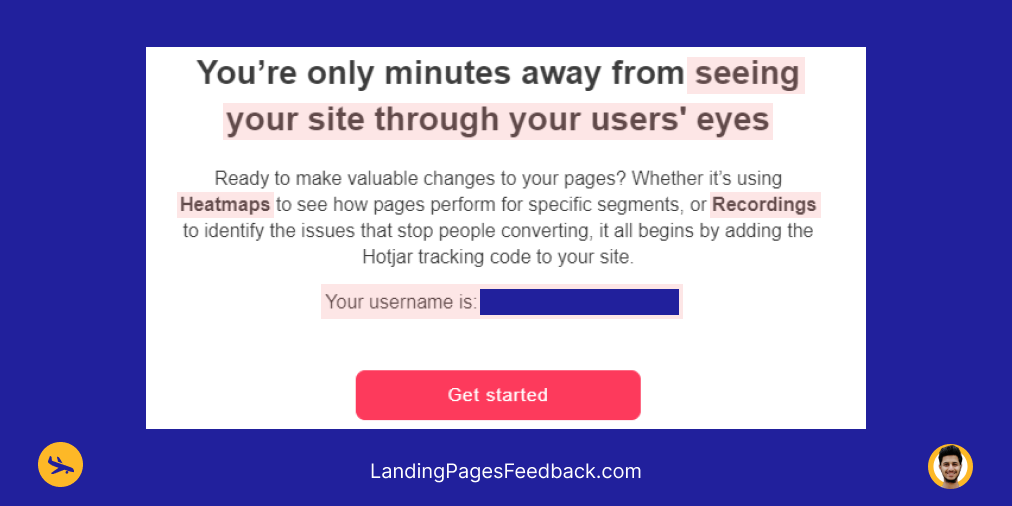 You’re only minutes away from seeing
your site through your users' eyes
Ready to make valuable changes to your pages? Whether it’s using
Heatmaps to see how pages perform for specific segments, or Recordings
to identify the issues that stop people converting, it all begins by adding the
Hotjar tracking code to your site.
Your username is:
Get started
LandingPagesFeedback.com